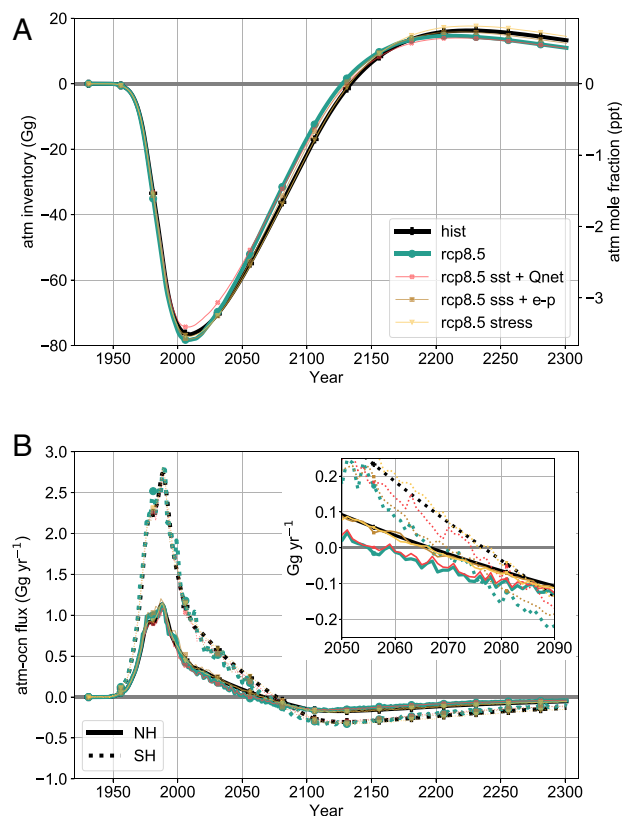 A
20
0
−20
−40
−60
−80
atm inventory (Gg)
0
−1
−2
−3
atm mole fraction (ppt)
hist
rcp8.5
rcp8.5 sst + Qnet
rcp8.5 sss + e-p
rcp8.5 stress
1950 2000 2050 2100 2150 2200 2250 2300
Year
B
3.0
2.5
2.0
1.5
1.0
0.5
0.0
−0.5
−1.0
atm-ocn flux (Gg yr⁻¹)
0.2
0.1
0.0
−0.1
−0.2
Gg yr⁻¹
2050 2060 2070 2080 2090
NH
SH
1950 2000 2050 2100 2150 2200 2250 2300
Year